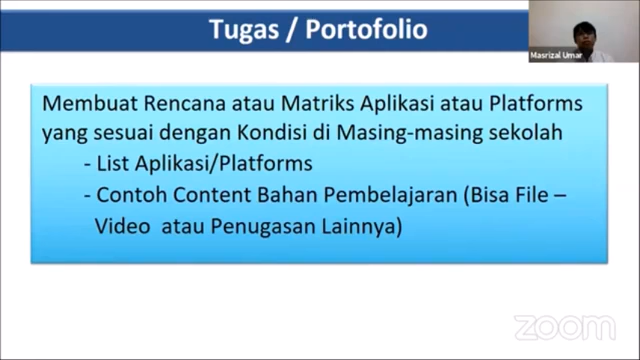 Tugas / Portofolio
Masrizal Umar
Membuat Rencana atau Matriks Aplikasi atau Platforms
yang sesuai dengan Kondisi di Masing-masing sekolah
- List Aplikasi/Platforms
- Contoh Content Bahan Pembelajaran (Bisa File –
Video atau Penugasan Lainnya)
zoom